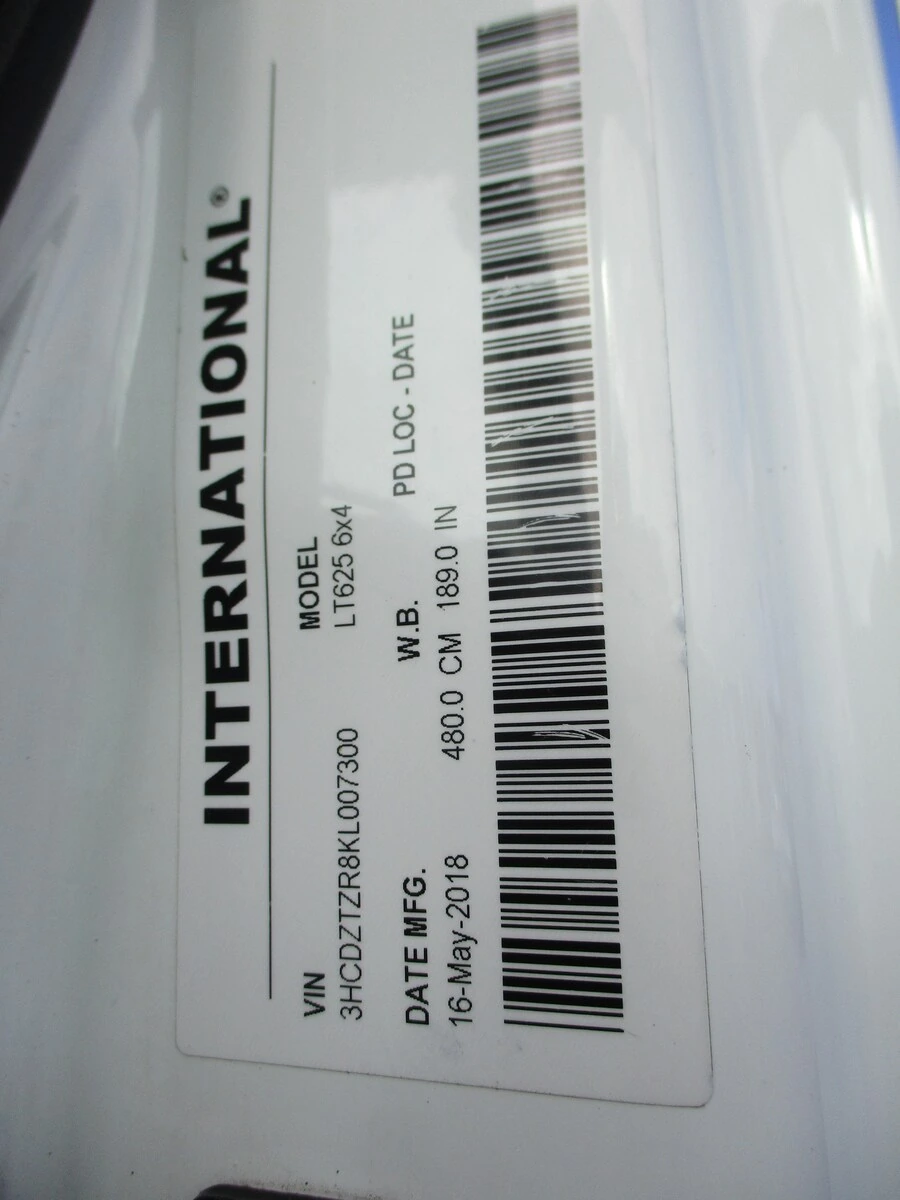 INTERNATIONAL®
VIN MODEL
3HCDZTZR8KL007300 LT625 6x4
DATE MFG. W.B. PD LOC - DATE
16-May-2018 480.0 CM 189.0 IN